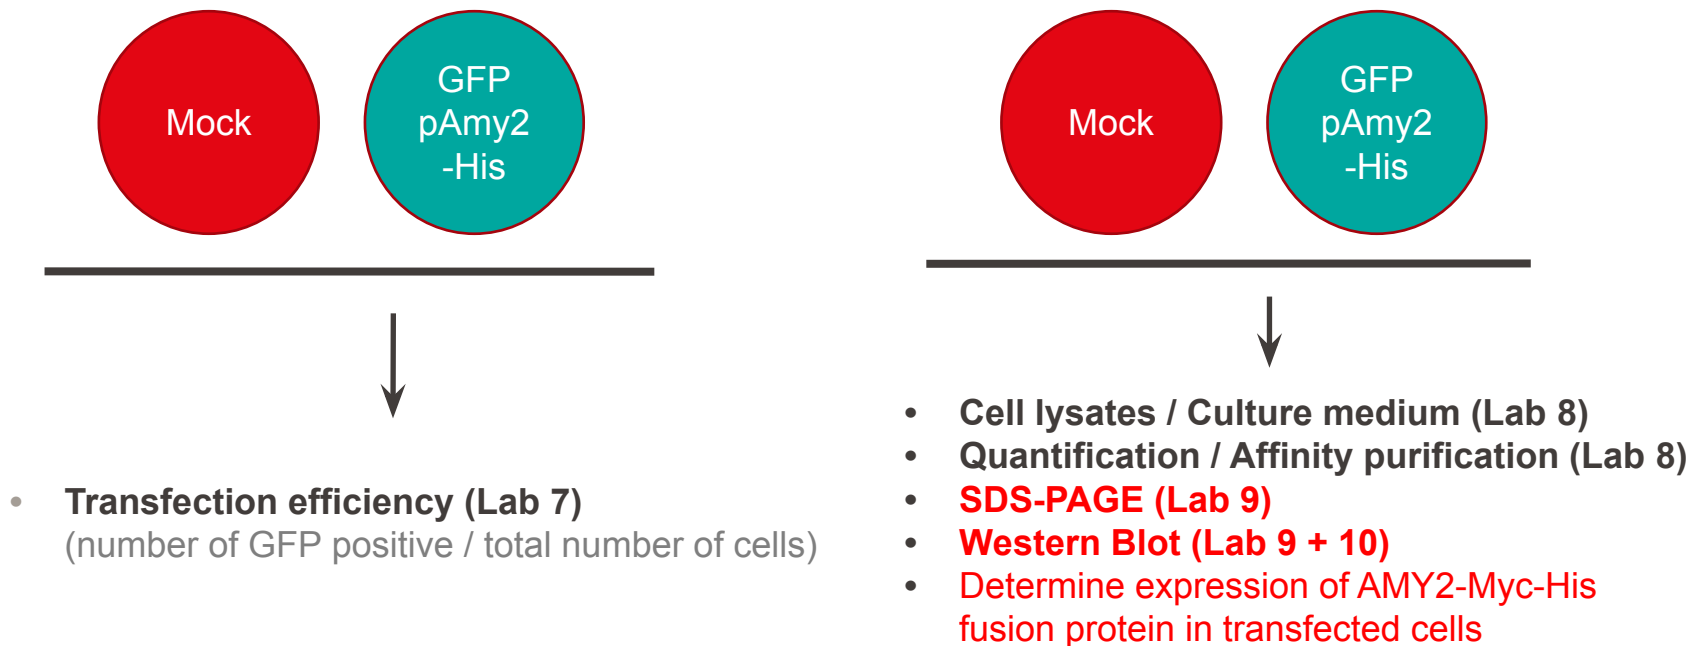 Mock
GFP
pAmy2
-His
• Transfection efficiency (Lab 7)
(number of GFP positive / total number of cells)
Mock
GFP
pAmy2
-His
• Cell lysates / Culture medium (Lab 8)
• Quantification / Affinity purification (Lab 8)
• SDS-PAGE (Lab 9)
• Western Blot (Lab 9 + 10)
• Determine expression of AMY2-Myc-His
fusion protein in transfected cells